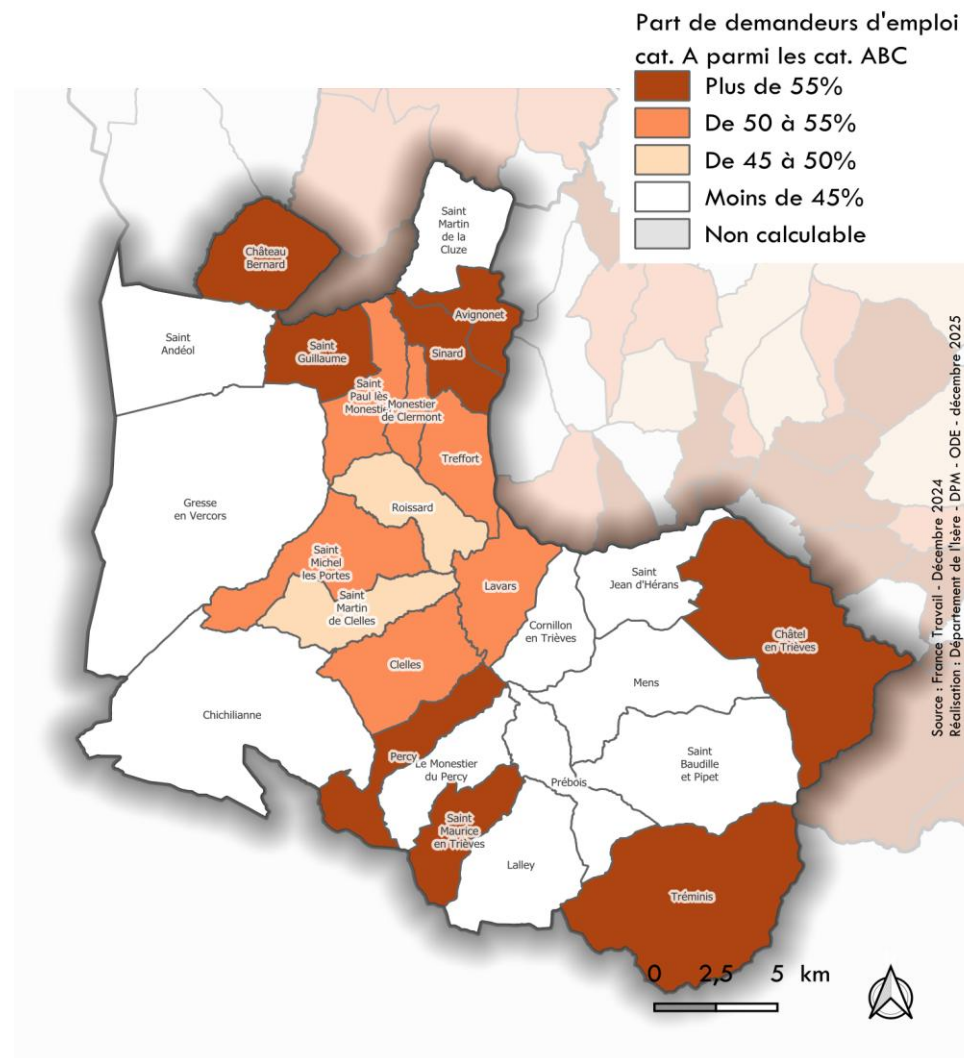 Part de demandeurs d'emploi
cat. A parmi les cat. ABC
Plus de 55%
De 50 à 55%
De 45 à 50%
Moins de 45%
Non calculable
Saint
Martin
de la
Cluze
Château
Bernard
Avignonet
Saint
Andéol
Saint
Guillaume
Sinard
Saint
Paul lès
Monestie
Monestier
de Clermont
Treffort
Gresse
en Vercors
Roissard
Saint
Michel
les Portes
Saint
Martin
de Clelles
Lavars
Saint
Jean d'Hérans
Cornillon
en Trièves
Châtel
en Trièves
Clelles
Mens
Chichilianne
Percy
Le Monestier
du Percy
Prébois
Saint
Baudille
et Pipet
Saint
Maurice
en Trièves
Lalley
Tréminis
0 2,5 5 km
Source : France Travail - Décembre 2024
Réalisation : Département de l'Isère - DPM - ODE - décembre 2025